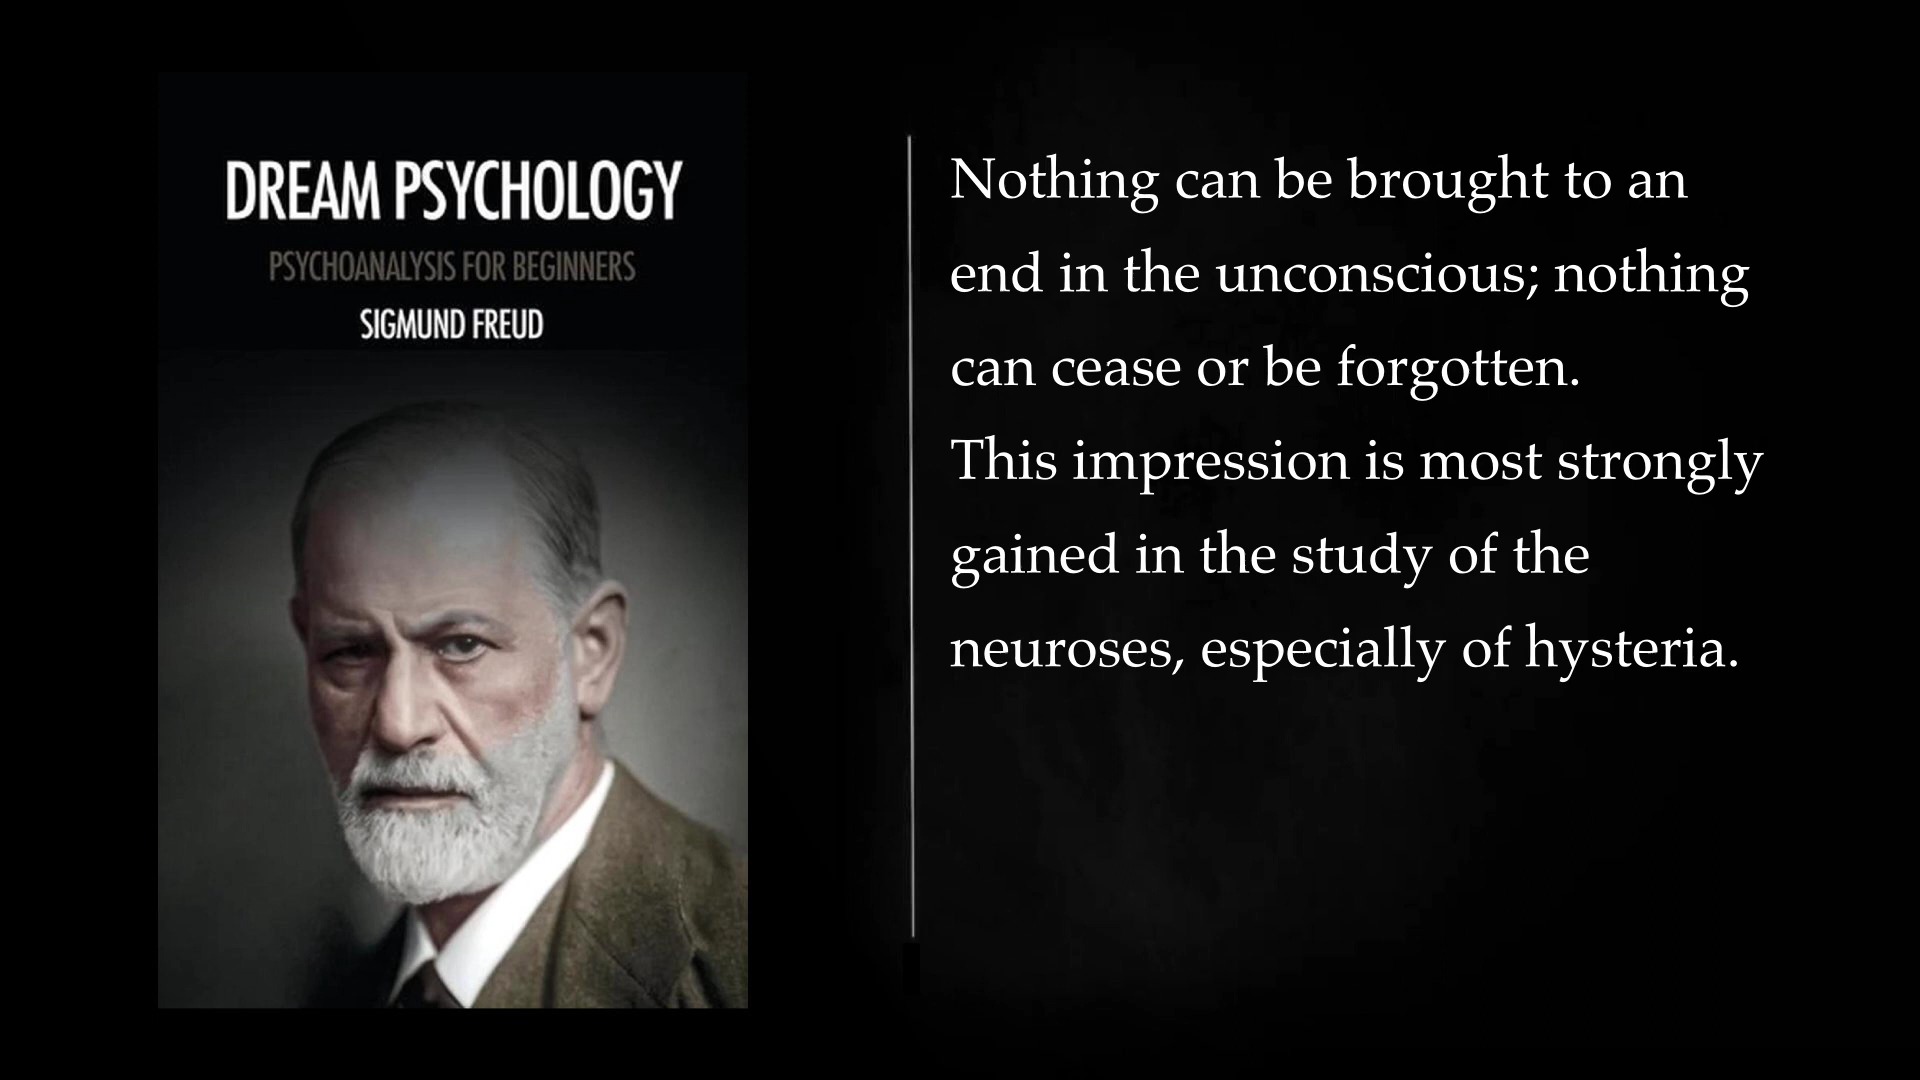 DREAM PSYCHOLOGY
PSYCHOANALYSIS FOR BEGINNERS
SIGMUND FREUD
Nothing can be brought to an
end in the unconscious; nothing
can cease or be forgotten.
This impression is most strongly
gained in the study of the
neuroses, especially of hysteria.